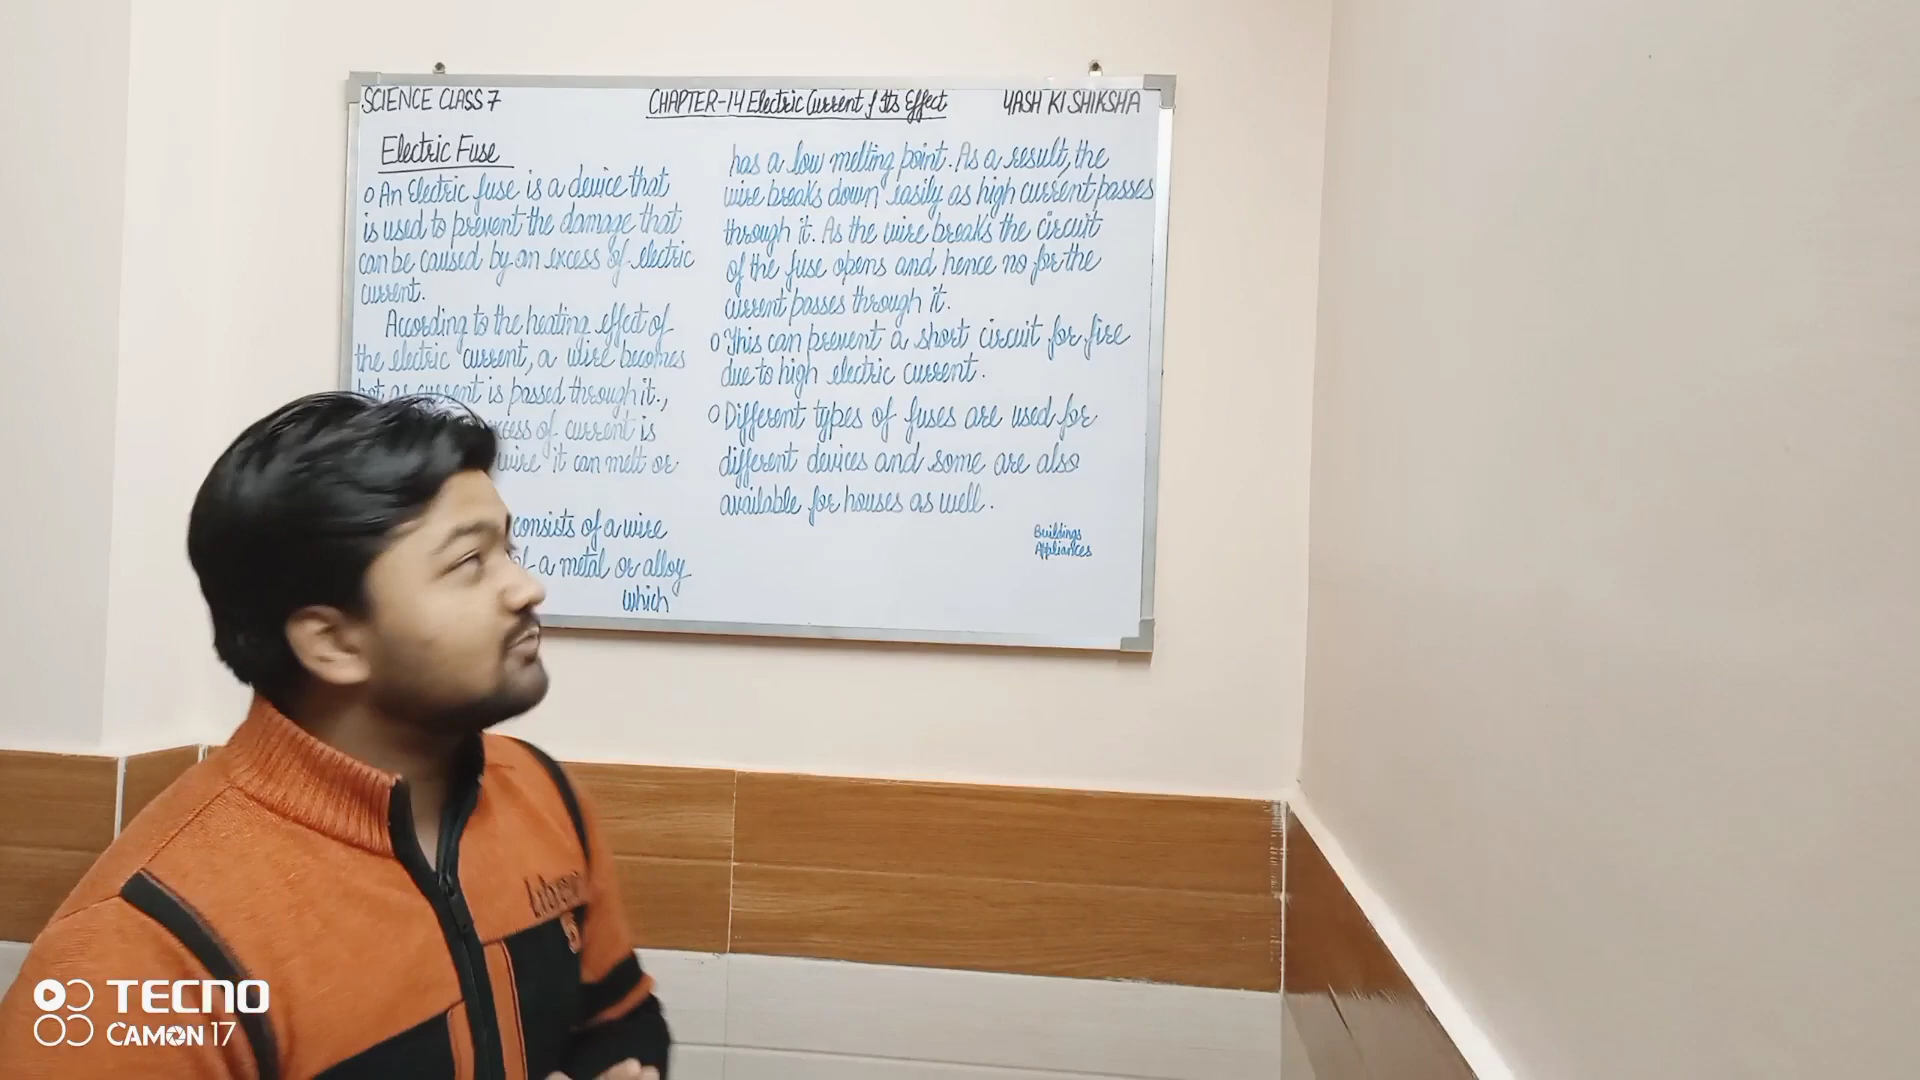 SCIENCE CLASS 7
CHAPTER-14 Electric Current & Its Effect
YASH KI SHIKSHA
Electric Fuse
o An Electric fuse is a device that
is used to prevent the damage that
can be caused by an excess of electric
current.
According to the heating effect of
the electric current, a wire becomes
hot as current is passed through it.,
excess of current is
wire it can melt or
consists of a wire
of a metal or alloy
which
has a low melting point. As a result, the
wire breaks down easily as high current passes
through it. As the wire breaks the circuit
of the fuse opens and hence no for the
current passes through it.
o This can prevent a short circuit for fire
due to high electric current.
o Different types of fuses are used for
different devices and some are also
available for houses as well.
Buildings
Appliances
TECNO
CAMON 17